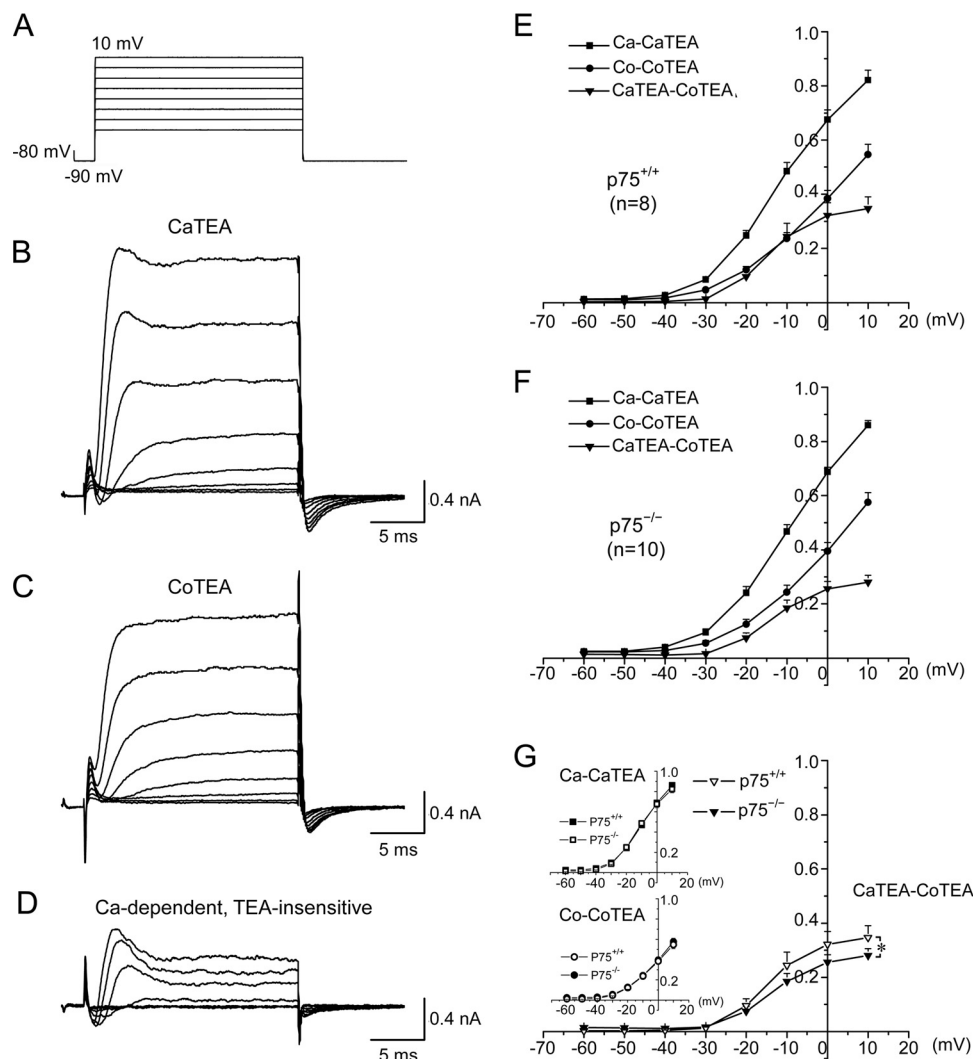 A
10 mV
-80 mV
-90 mV
B
CaTEA
0.4 nA
5 ms
C
CoTEA
0.4 nA
5 ms
D
Ca-dependent, TEA-insensitive
0.4 nA
5 ms
E
Ca-CaTEA
Co-CoTEA
CaTEA-CoTEA
p75+/+
(n=8)
1.0
0.8
0.6
0.4
0.2
-70 -60 -50 -40 -30 -20 -10 0 10 20 (mV)
F
Ca-CaTEA
Co-CoTEA
CaTEA-CoTEA
p75−/−
(n=10)
1.0
0.8
0.6
0.4
0.2
-70 -60 -50 -40 -30 -20 -10 0 10 20 (mV)
G
Ca-CaTEA
P75+/+
P75-/-
1.0
0.2
-60 -40 -20 0 20 (mV)
Co-CoTEA
P75+/+
P75-/-
1.0
0.2
-60 -40 -20 0 20 (mV)
p75+/+
p75−/−
CaTEA-CoTEA
*
1.0
0.8
0.6
0.4
0.2
-70 -60 -50 -40 -30 -20 -10 0 10 20 (mV)